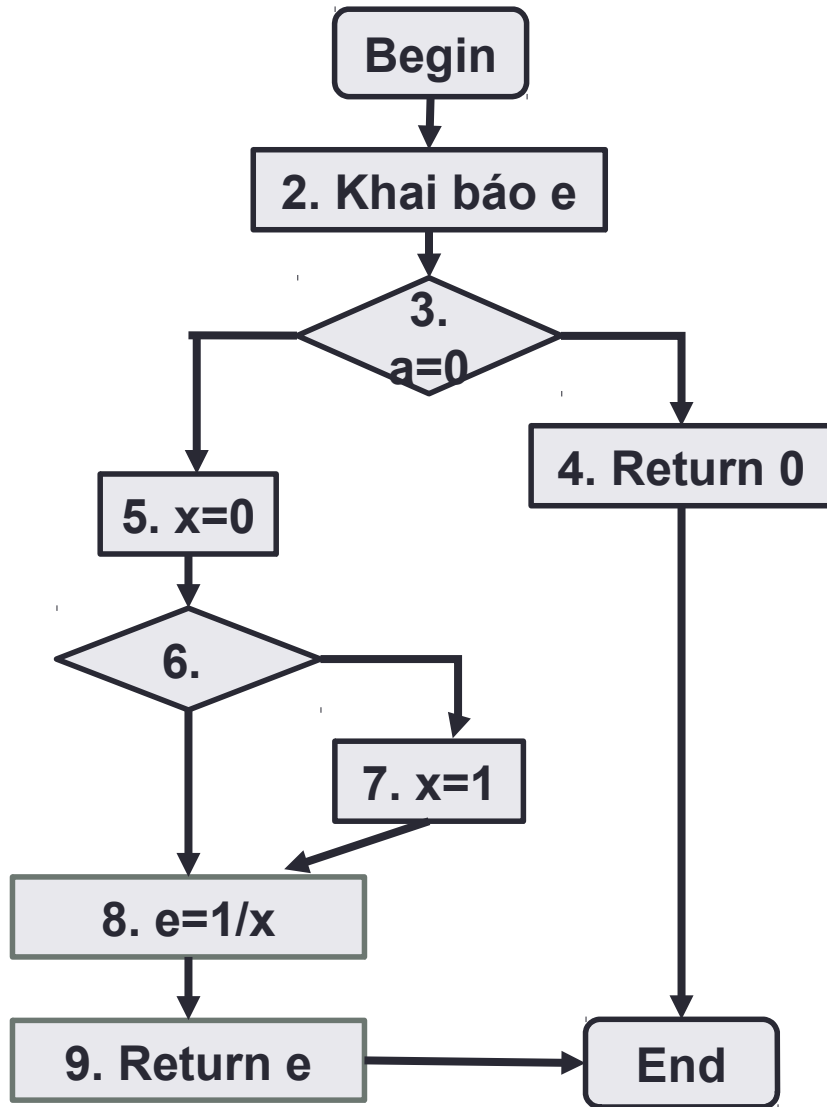 Begin
2. Khai báo e
3.
a=0
4. Return 0
5. x=0
6.
7. x=1
8. e=1/x
9. Return e
End